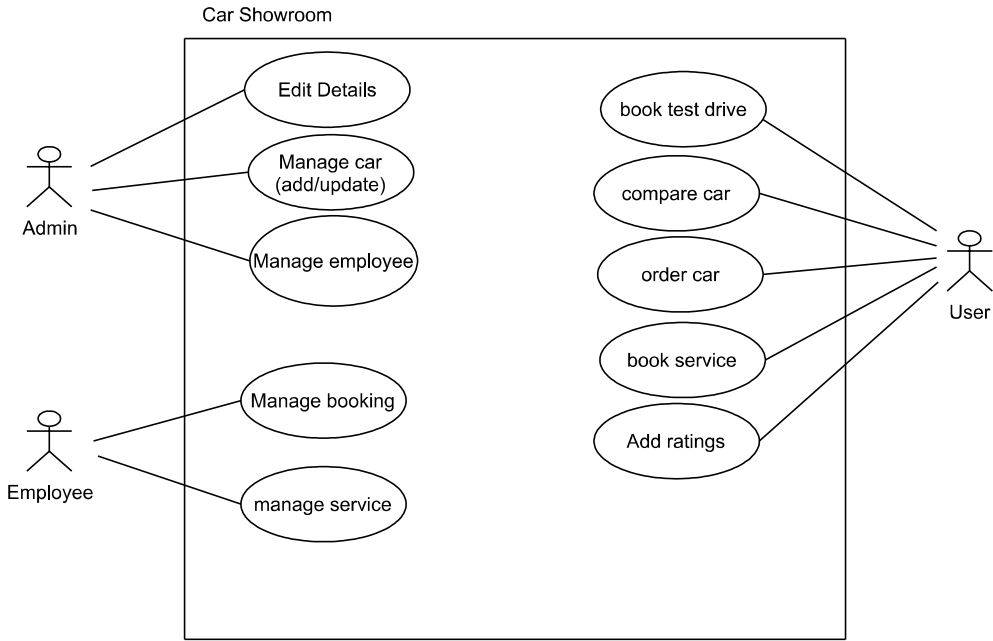 Car Showroom
Edit Details
Manage car
(add/update)
Manage employee
Admin
Manage booking
manage service
Employee
book test drive
compare car
order car
book service
Add ratings
User